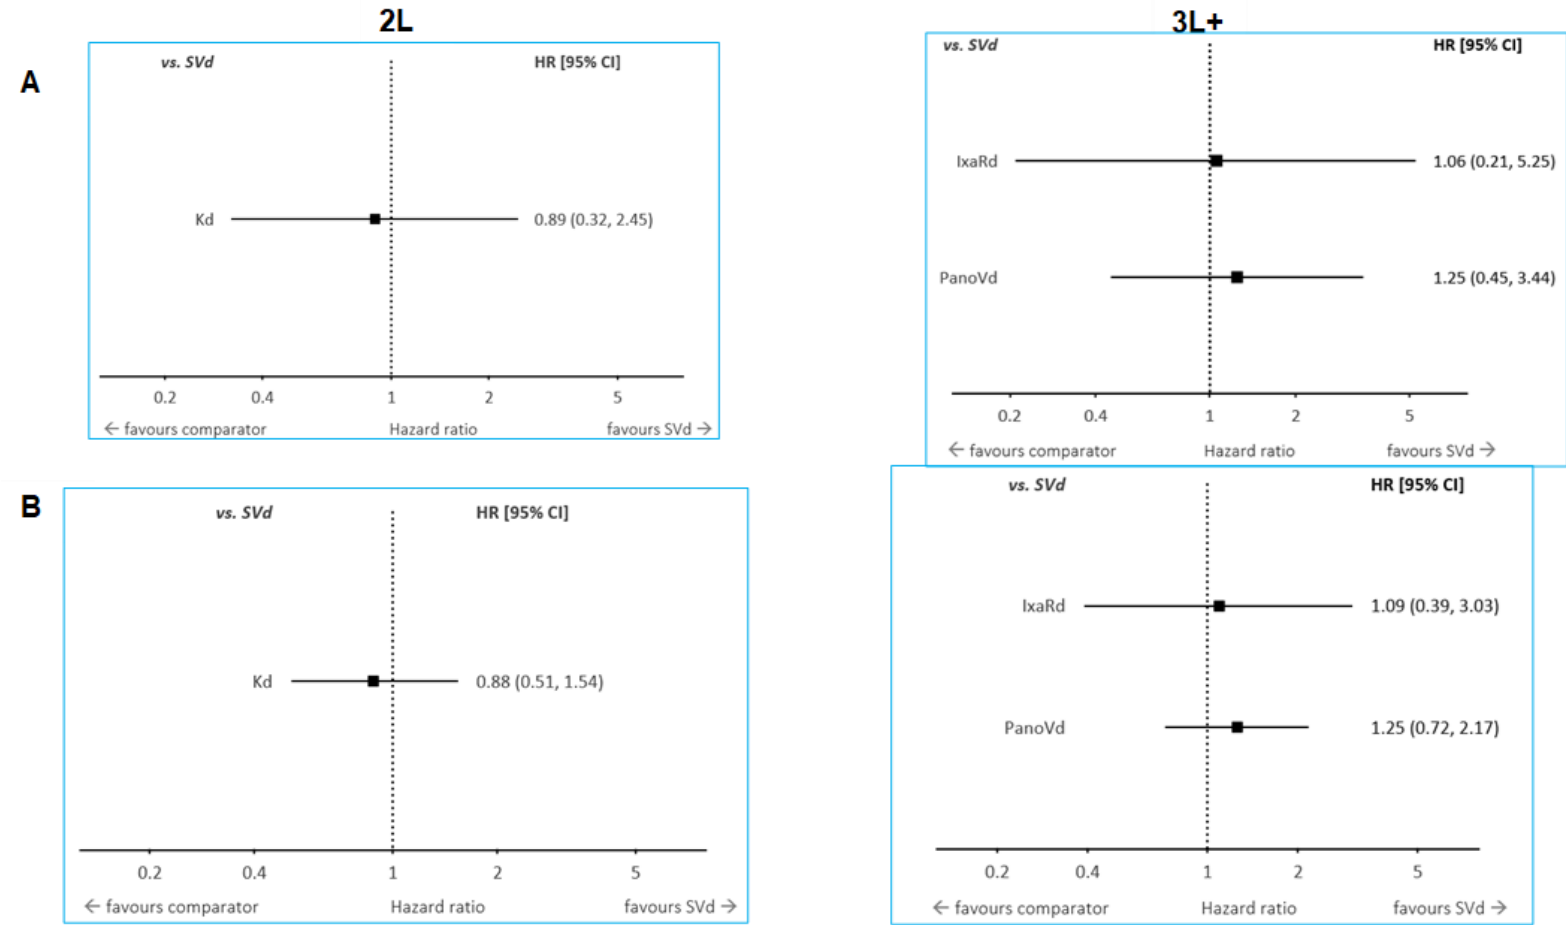 2L
3L+
A
vs. SVd HR [95% CI]
Kd 0.89 (0.32, 2.45)
0.2 0.4 1 2 5
← favours comparator Hazard ratio favours SVd →
vs. SVd HR [95% CI]
IxaRd 1.06 (0.21, 5.25)
PanoVd 1.25 (0.45, 3.44)
0.2 0.4 1 2 5
← favours comparator Hazard ratio favours SVd →
B
vs. SVd HR [95% CI]
Kd 0.88 (0.51, 1.54)
0.2 0.4 1 2 5
← favours comparator Hazard ratio favours SVd →
vs. SVd HR [95% CI]
IxaRd 1.09 (0.39, 3.03)
PanoVd 1.25 (0.72, 2.17)
0.2 0.4 1 2 5
← favours comparator Hazard ratio favours SVd →